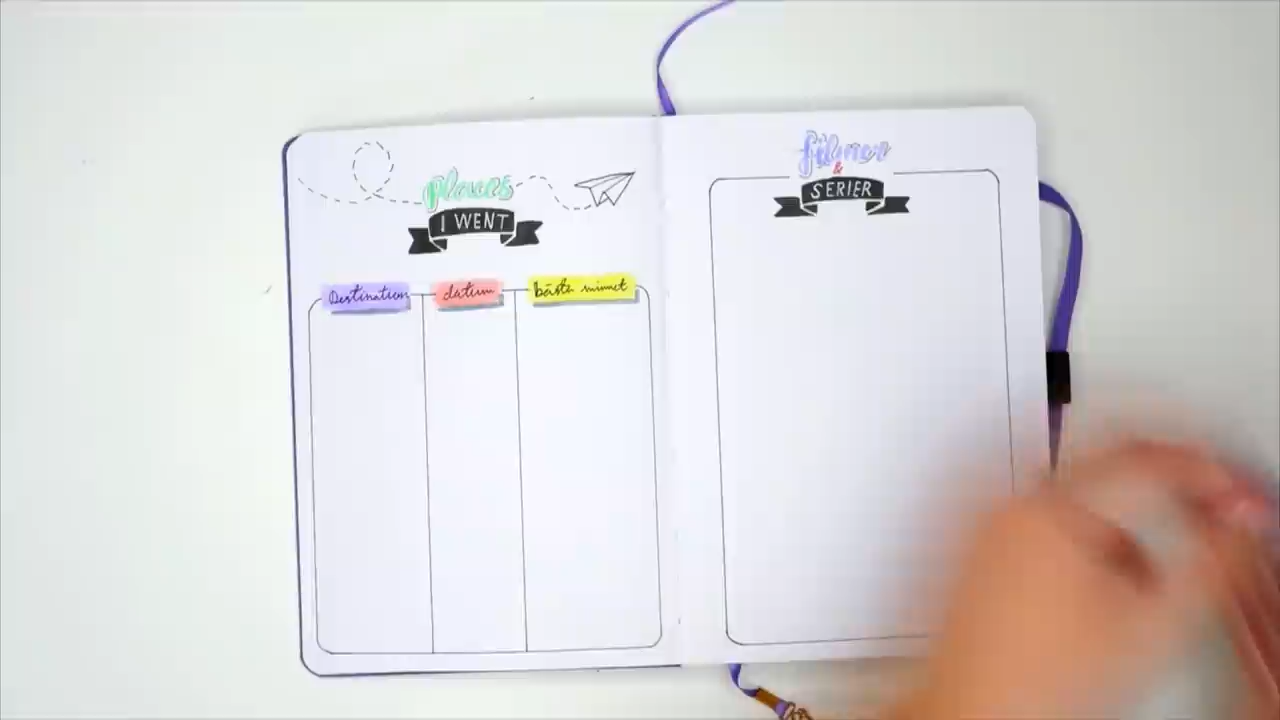 places
I WENT
Destination
datum
bästa minnet
filmer
&
SERIER